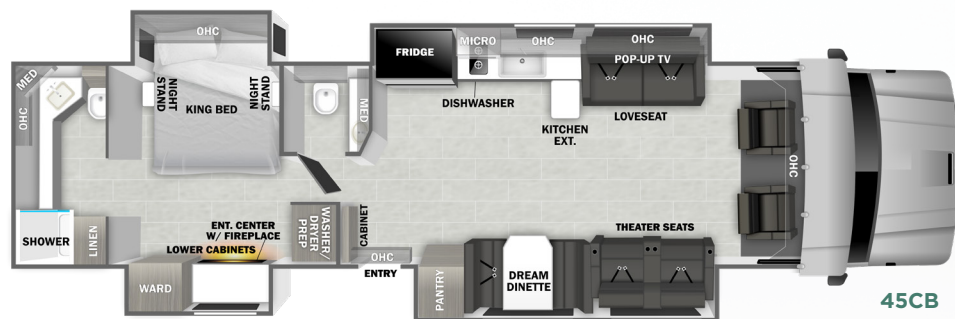 OHC
MED
OHC
NIGHT
STAND
KING BED
NIGHT
STAND
MED
FRIDGE
MICRO
OHC
OHC
POP-UP TV
DISHWASHER
KITCHEN
EXT.
LOVESEAT
OHC
SHOWER
LINEN
ENT. CENTER
W/ FIREPLACE
LOWER CABINETS
WARD
WASHER/
DRYER
PREP
CABINET
OHC
ENTRY
PANTRY
DREAM
DINETTE
THEATER SEATS
45CB